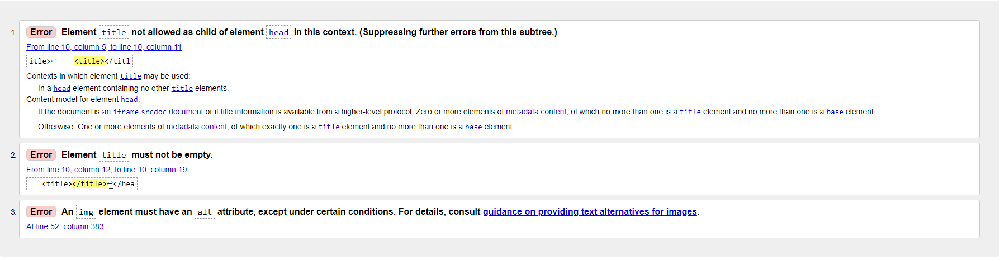 1. Error Element title not allowed as child of element head in this context. (Suppressing further errors from this subtree.)
From line 10, column 5; to line 10, column 11
itle>↩    <title></titl
Contexts in which element title may be used:
In a head element containing no other title elements.
Content model for element head:
If the document is an iframe srcdoc document or if title information is available from a higher-level protocol: Zero or more elements of metadata content, of which no more than one is a title element and no more than one is a base element.
Otherwise: One or more elements of metadata content, of which exactly one is a title element and no more than one is a base element.
2. Error Element title must not be empty.
From line 10, column 12; to line 10, column 19
<title></title>↩</hea
3. Error An img element must have an alt attribute, except under certain conditions. For details, consult guidance on providing text alternatives for images.
At line 52, column 383